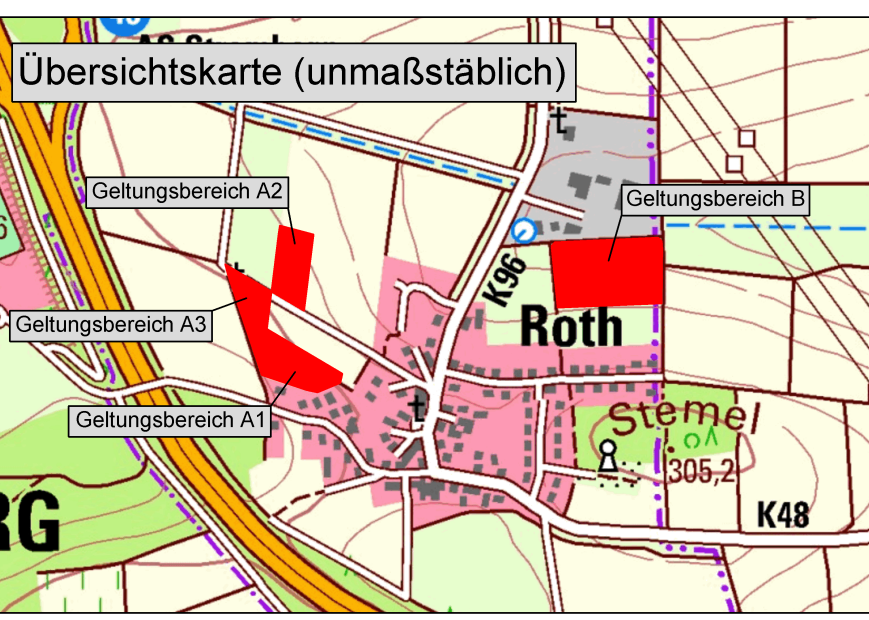 Übersichtskarte (unmaßstäblich)
Geltungsbereich A2
Geltungsbereich B
K96
Geltungsbereich A3
Roth
Geltungsbereich A1
Stemel
305,2
RG
K48